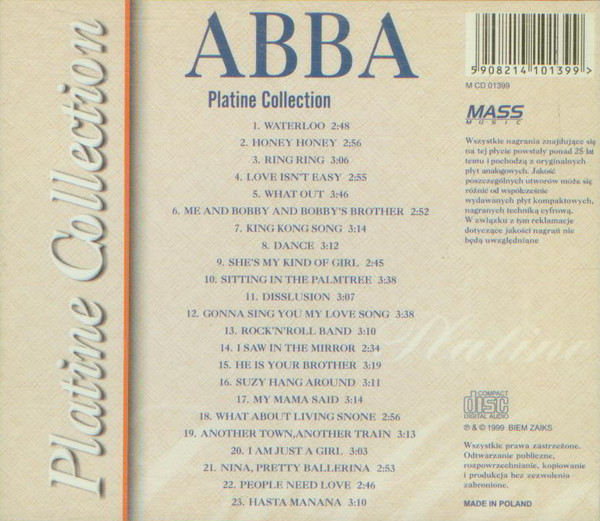 Platine Collection
ABBA
Platine Collection
1. WATERLOO 2:48
2. HONEY HONEY 2:56
3. RING RING 3:06
4. LOVE ISN'T EASY 2:55
5. WHAT OUT 3:46
6. ME AND BOBBY AND BOBBY'S BROTHER 2:52
7. KING KONG SONG 3:14
8. DANCE 3:12
9. SHE'S MY KIND OF GIRL 2:45
10. SITTING IN THE PALMTREE 3:38
11. DISSLUSION 3:07
12. GONNA SING YOU MY LOVE SONG 3:38
13. ROCK'N'ROLL BAND 3:10
14. I SAW IN THE MIRROR 2:34
15. HE IS YOUR BROTHER 3:19
16. SUZY HANG AROUND 3:11
17. MY MAMA SAID 3:14
18. WHAT ABOUT LIVING SNONE 2:56
19. ANOTHER TOWN,ANOTHER TRAIN 3:13
20. I AM JUST A GIRL 3:03
21. NINA, PRETTY BALLERINA 2:53
22. PEOPLE NEED LOVE 2:46
23. HASTA MANANA 3:10
5908214101399>
M CD 01399
MASS
MUSIC
Wszystkie nagrania znajdujące się
na tej płycie powstały ponad 25 lat
temu i pochodzą z oryginalnych
płyt analogowych. Jakość
poszczególnych utworów może się
różnić od współcześnie
wydawanych płyt kompaktowych,
nagranych techniką cyfrową.
W związku z tym reklamacje
dotyczące jakości nagrań nie
będą uwzględniane
Platine
COMPACT
disc
DIGITAL AUDIO
℗ & © 1999 BIEM ZAIKS
Wszystkie prawa zastrzeżone.
Odtwarzanie publiczne,
rozpowszechnianie, kopiowanie
i produkcja bez zezwolenia
zabronione.
MADE IN POLAND